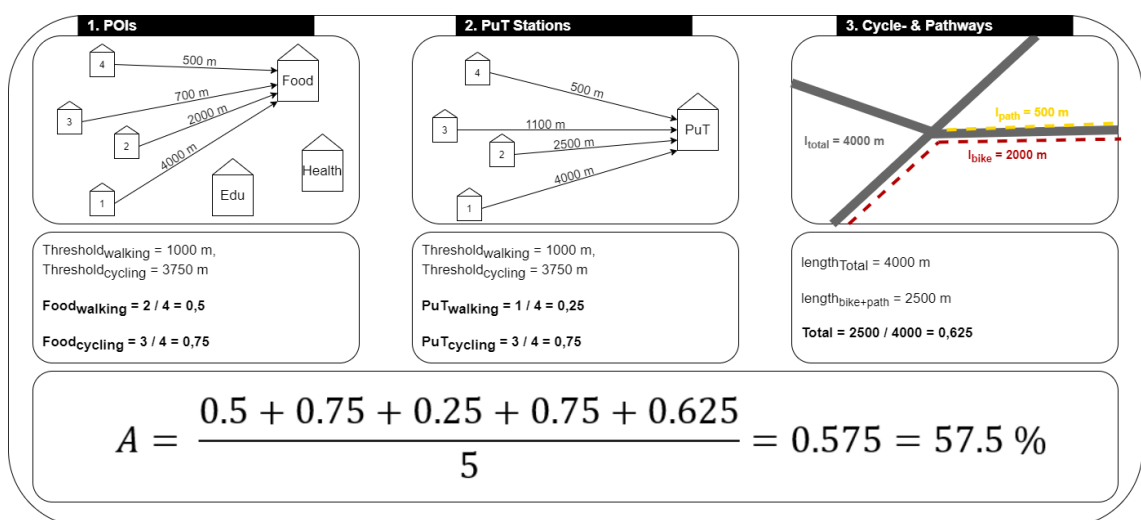 1. POIs
4
500 m
Food
700 m
3
2000 m
2
4000 m
1
Edu
Health
Threshold_walking = 1000 m,
Threshold_cycling = 3750 m
Food_walking = 2 / 4 = 0,5
Food_cycling = 3 / 4 = 0,75
2. PuT Stations
4
500 m
3
1100 m
PuT
2
2500 m
4000 m
1
Threshold_walking = 1000 m,
Threshold_cycling = 3750 m
PuT_walking = 1 / 4 = 0,25
PuT_cycling = 3 / 4 = 0,75
3. Cycle- & Pathways
l_path = 500 m
l_total = 4000 m
l_bike = 2000 m
length_Total = 4000 m
length_bike+path = 2500 m
Total = 2500 / 4000 = 0,625
A = (0.5 + 0.75 + 0.25 + 0.75 + 0.625) / 5 = 0.575 = 57.5 %